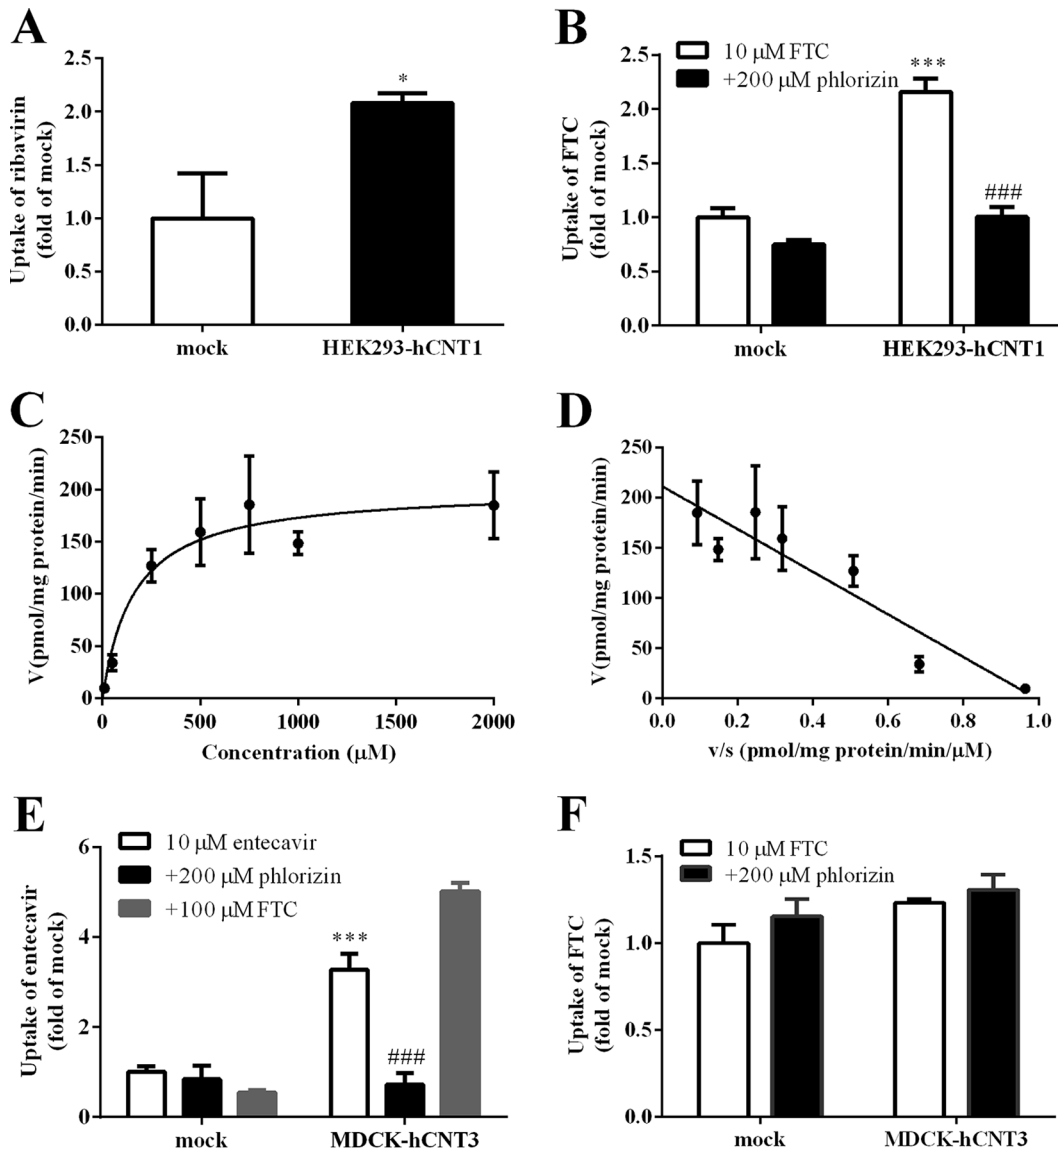 A
Uptake of ribavirin
(fold of mock)
2.5
2.0
1.5
1.0
0.5
0.0
*
mock
HEK293-hCNT1
B
10 μM FTC
+200 μM phlorizin
Uptake of FTC
(fold of mock)
2.5
2.0
1.5
1.0
0.5
0.0
***
###
mock
HEK293-hCNT1
C
V(pmol/mg protein/min)
250
200
150
100
50
0
0 500 1000 1500 2000
Concentration (μM)
D
V(pmol/mg protein/min)
250
200
150
100
50
0
0.0 0.2 0.4 0.6 0.8 1.0
v/s (pmol/mg protein/min/μM)
E
10 μM entecavir
+200 μM phlorizin
+100 μM FTC
Uptake of entecavir
(fold of mock)
6
4
2
0
***
###
mock
MDCK-hCNT3
F
10 μM FTC
+200 μM phlorizin
Uptake of FTC
(fold of mock)
1.5
1.0
0.5
0.0
mock
MDCK-hCNT3